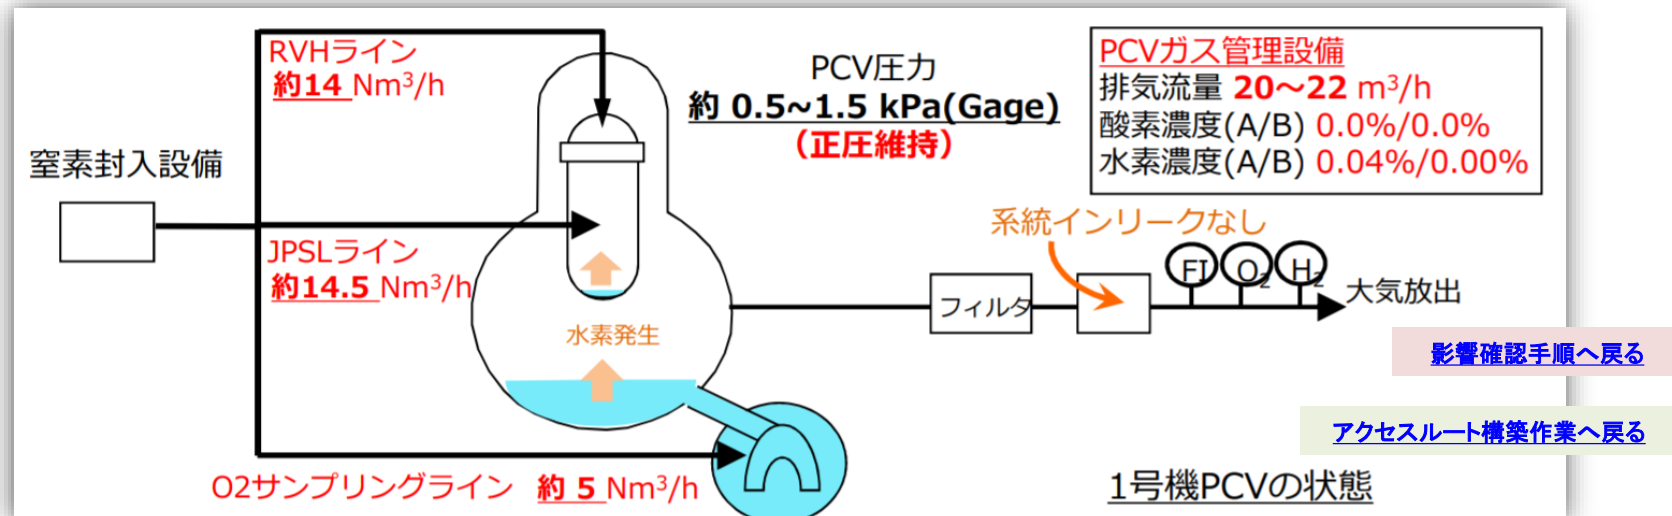 RVHライン
約14 Nm³/h
PCV圧力
約 0.5~1.5 kPa(Gage)
（正圧維持）
PCVガス管理設備
排気流量 20～22 m³/h
酸素濃度(A/B) 0.0%/0.0%
水素濃度(A/B) 0.04%/0.00%
窒素封入設備
JPSLライン
約14.5 Nm³/h
系統インリークなし
FI
O₂
H₂
フィルタ
大気放出
水素発生
影響確認手順へ戻る
アクセスルート構築作業へ戻る
O2サンプリングライン 約 5 Nm³/h
1号機PCVの状態